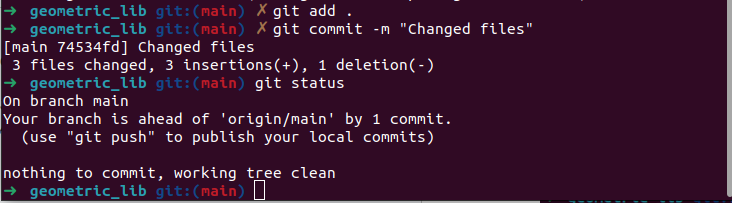 ➜  geometric_lib git:(main) ✗ git add .
➜  geometric_lib git:(main) ✗ git commit -m "Changed files"
[main 74534fd] Changed files
 3 files changed, 3 insertions(+), 1 deletion(-)
➜  geometric_lib git:(main) git status
On branch main
Your branch is ahead of 'origin/main' by 1 commit.
  (use "git push" to publish your local commits)

nothing to commit, working tree clean
➜  geometric_lib git:(main)